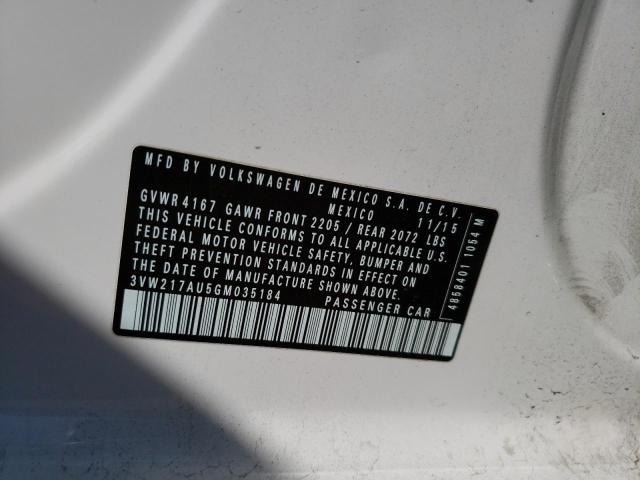 MFD BY VOLKSWAGEN DE MEXICO S.A. DE C.V.
MEXICO 11/15
GVWR 4167 GAWR FRONT 2205 / REAR 2072 LBS
THIS VEHICLE CONFORMS TO ALL APPLICABLE U.S.
FEDERAL MOTOR VEHICLE SAFETY, BUMPER AND
THEFT PREVENTION STANDARDS IN EFFECT ON
THE DATE OF MANUFACTURE SHOWN ABOVE.
3VW217AU5GM035184 PASSENGER CAR
4858401 1054 M